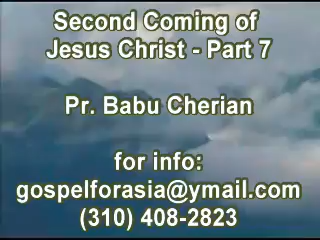 Second Coming of
Jesus Christ - Part 7
Pr. Babu Cherian
for info:
gospelforasia@ymail.com
(310) 408-2823